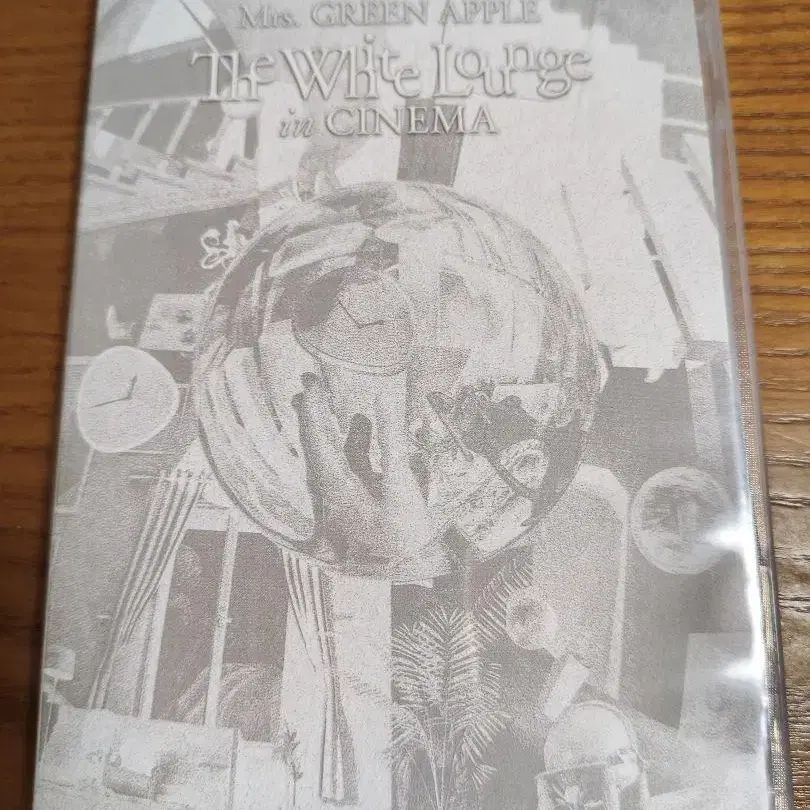 Mrs. GREEN APPLE
The White Lounge
in CINEMA